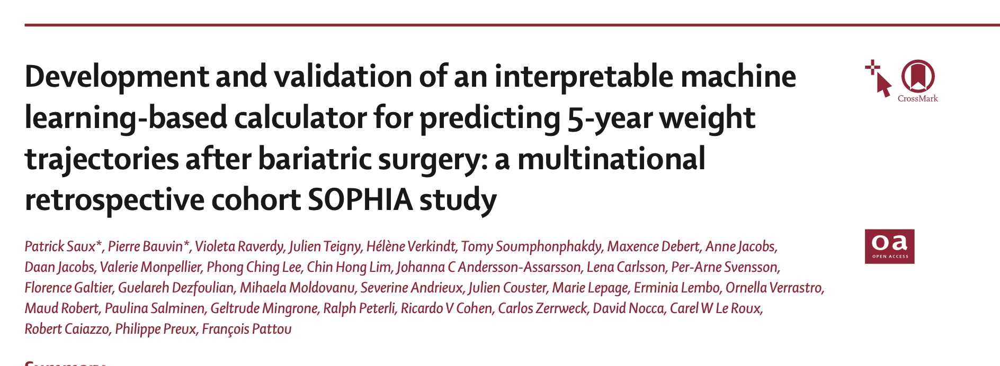 Development and validation of an interpretable machine
learning-based calculator for predicting 5-year weight
trajectories after bariatric surgery: a multinational
retrospective cohort SOPHIA study
CrossMark
oa
OPEN ACCESS
Patrick Saux*, Pierre Bauvin*, Violeta Raverdy, Julien Teigny, Hélène Verkindt, Tomy Soumphonphakdy, Maxence Debert, Anne Jacobs,
Daan Jacobs, Valerie Monpellier, Phong Ching Lee, Chin Hong Lim, Johanna C Andersson-Assarsson, Lena Carlsson, Per-Arne Svensson,
Florence Galtier, Guelareh Dezfoulian, Mihaela Moldovanu, Severine Andrieux, Julien Couster, Marie Lepage, Erminia Lembo, Ornella Verrastro,
Maud Robert, Paulina Salminen, Geltrude Mingrone, Ralph Peterli, Ricardo V Cohen, Carlos Zerrweck, David Nocca, Carel W Le Roux,
Robert Caiazzo, Philippe Preux, François Pattou
Summary